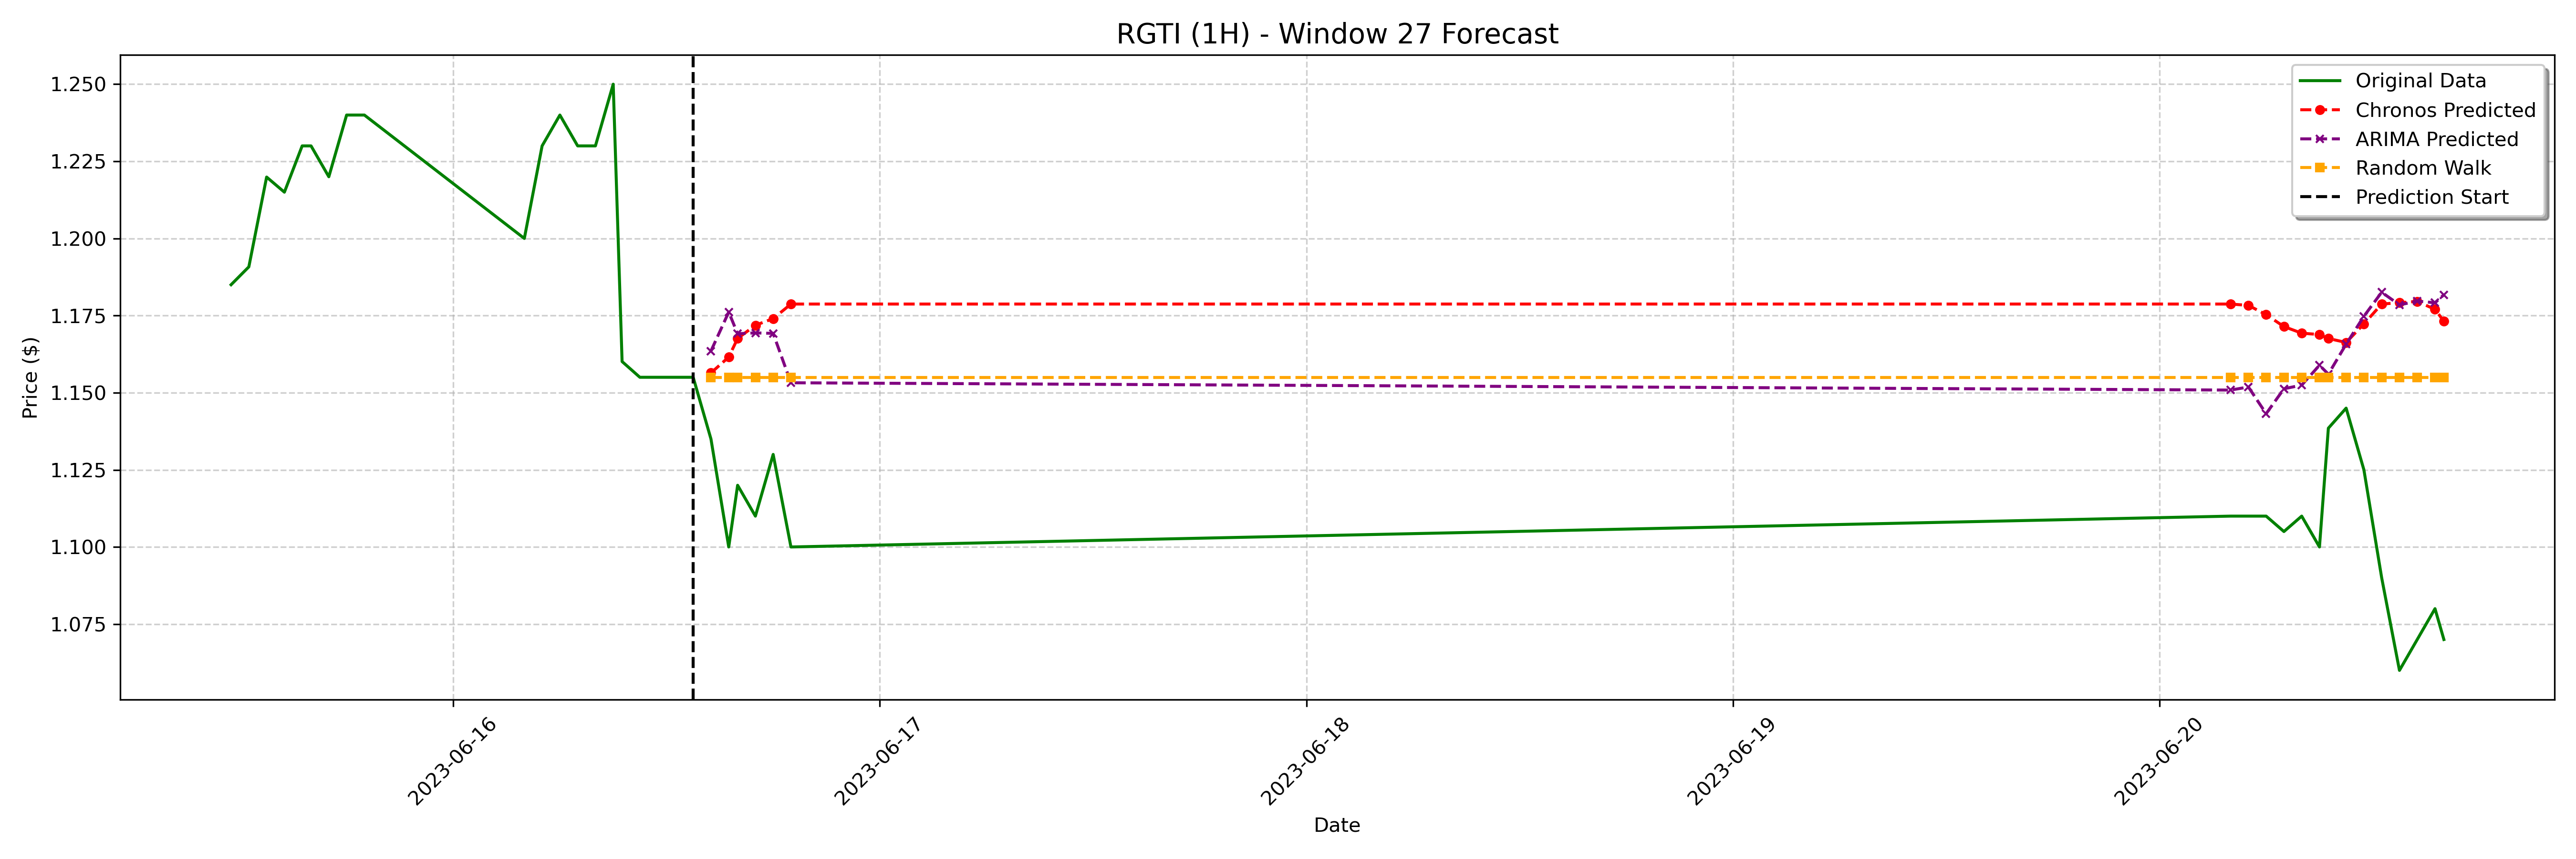 RGTI (1H) - Window 27 Forecast
Original Data
Chronos Predicted
ARIMA Predicted
Random Walk
Prediction Start
Price ($)
1.250
1.225
1.200
1.175
1.150
1.125
1.100
1.075
2023-06-16
2023-06-17
2023-06-18
2023-06-19
2023-06-20
Date